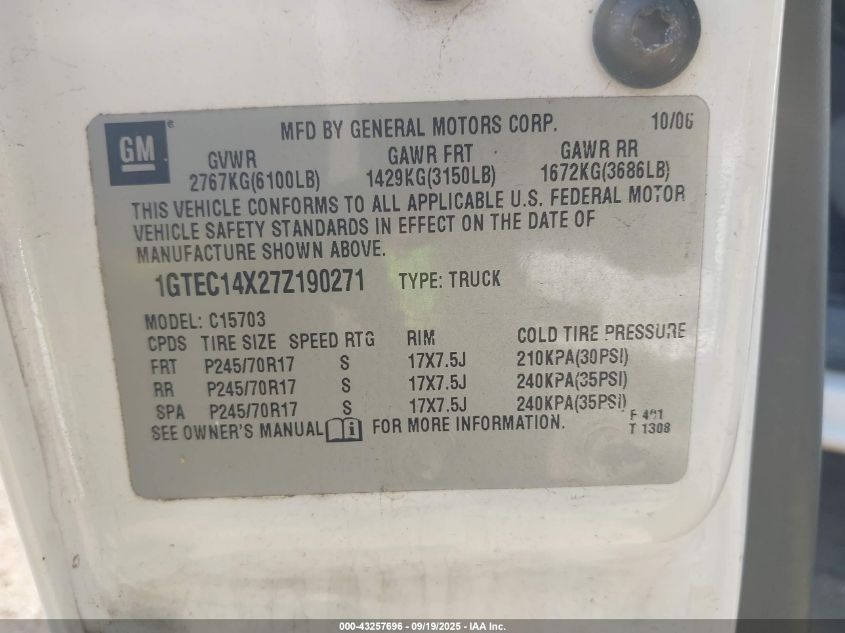 GM®
MFD BY GENERAL MOTORS CORP. 10/06
GVWR GAWR FRT GAWR RR
2767KG(6100LB) 1429KG(3150LB) 1672KG(3686LB)
THIS VEHICLE CONFORMS TO ALL APPLICABLE U.S. FEDERAL MOTOR
VEHICLE SAFETY STANDARDS IN EFFECT ON THE DATE OF
MANUFACTURE SHOWN ABOVE.
1GTEC14X27Z190271 TYPE: TRUCK
MODEL: C15703
CPDS TIRE SIZE SPEED RTG RIM COLD TIRE PRESSURE
FRT P245/70R17 S 17X7.5J 210KPA(30PSI)
RR P245/70R17 S 17X7.5J 240KPA(35PSI)
SPA P245/70R17 S 17X7.5J 240KPA(35PSI)
SEE OWNER'S MANUAL FOR MORE INFORMATION.
T 1308
000-43257696 - 09/19/2025 - IAA Inc.